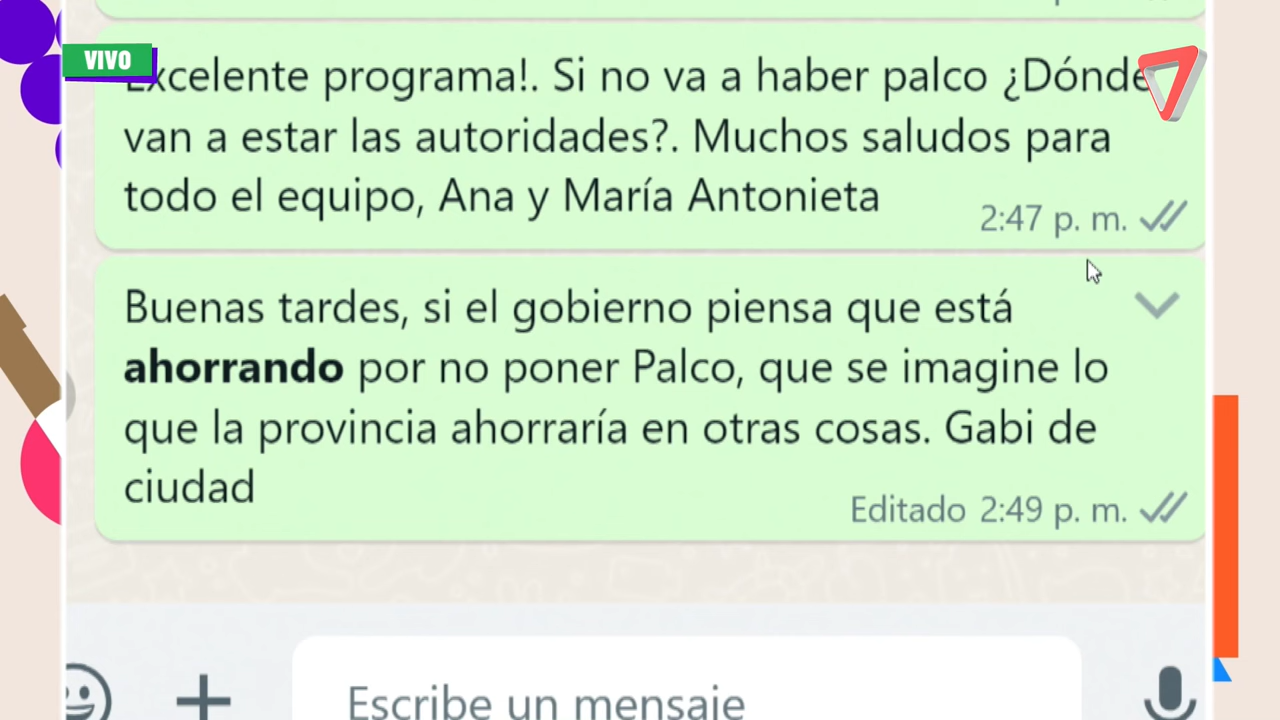 VIVO
Excelente programa!. Si no va a haber palco ¿Dónde
van a estar las autoridades?. Muchos saludos para
todo el equipo, Ana y María Antonieta
2:47 p. m.
Buenas tardes, si el gobierno piensa que está
ahorrando por no poner Palco, que se imagine lo
que la provincia ahorraría en otras cosas. Gabi de
ciudad
Editado 2:49 p. m.
Escribe un mensaje